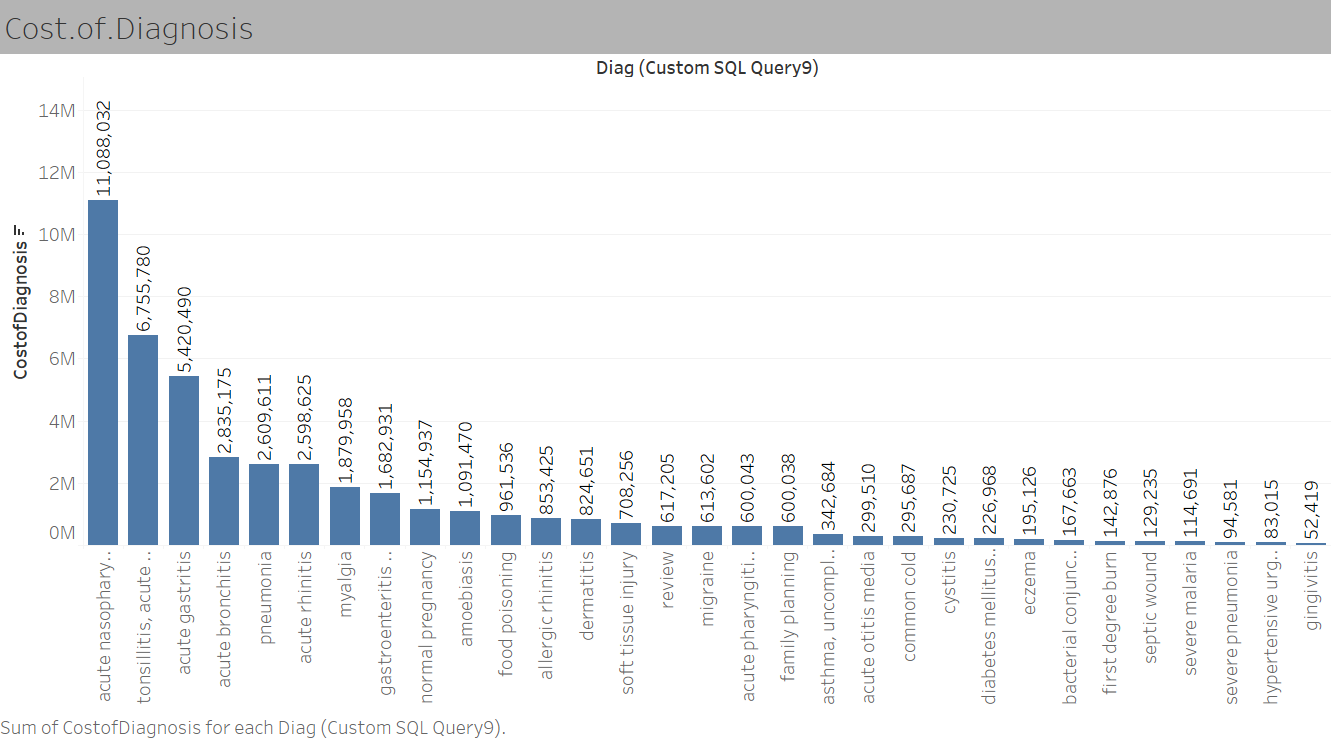 Cost.of.Diagnosis
Diag (Custom SQL Query9)
CostofDiagnosis
14M
12M
10M
8M
6M
4M
2M
0M
11,088,032
6,755,780
5,420,490
2,835,175
2,609,611
2,598,625
1,879,958
1,682,931
1,154,937
1,091,470
961,536
853,425
824,651
708,256
617,205
613,602
600,043
600,038
342,684
299,510
295,687
230,725
226,968
195,126
167,663
142,876
129,235
114,691
94,581
83,015
52,419
acute nasophary..
tonsillitis, acute ..
acute gastritis
acute bronchitis
pneumonia
acute rhinitis
myalgia
gastroenteritis ..
normal pregnancy
amoebiasis
food poisoning
allergic rhinitis
dermatitis
soft tissue injury
review
migraine
acute pharyngiti..
family planning
asthma, uncompl..
acute otitis media
common cold
cystitis
diabetes mellitus..
eczema
bacterial conjunc..
first degree burn
septic wound
severe malaria
severe pneumonia
hypertensive urg..
gingivitis
Sum of CostofDiagnosis for each Diag (Custom SQL Query9).